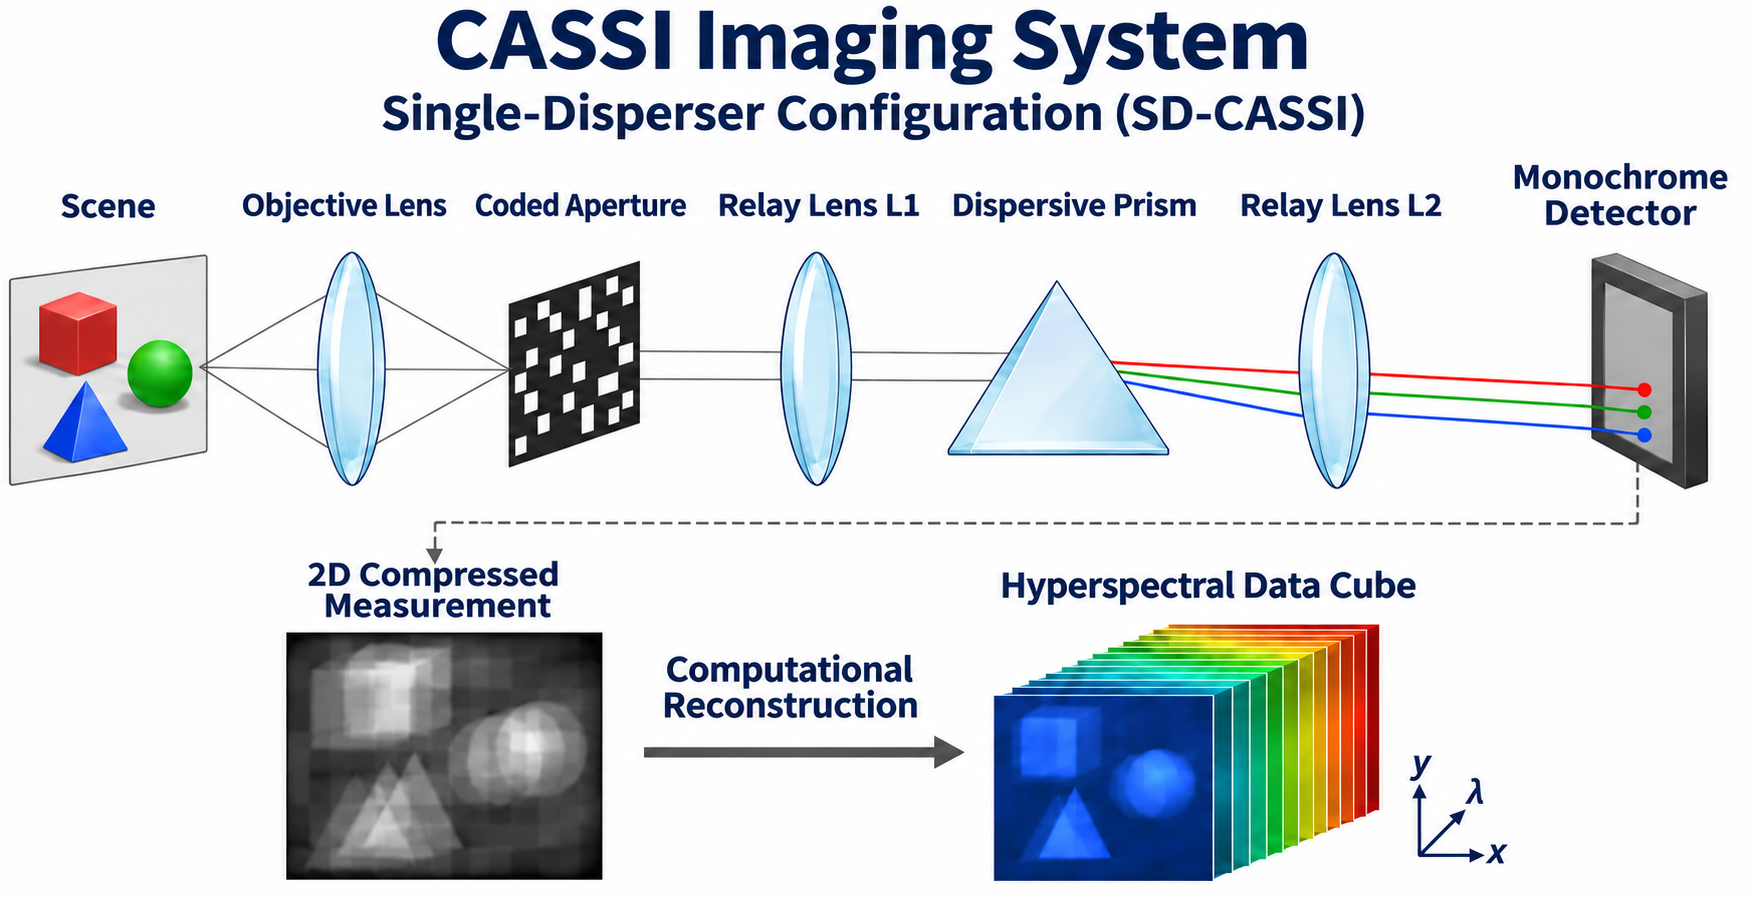 CASSI Imaging System
Single-Disperser Configuration (SD-CASSI)
Scene
Objective Lens
Coded Aperture
Relay Lens L1
Dispersive Prism
Relay Lens L2
Monochrome
Detector
2D Compressed
Measurement
Computational
Reconstruction
Hyperspectral Data Cube
y
λ
x